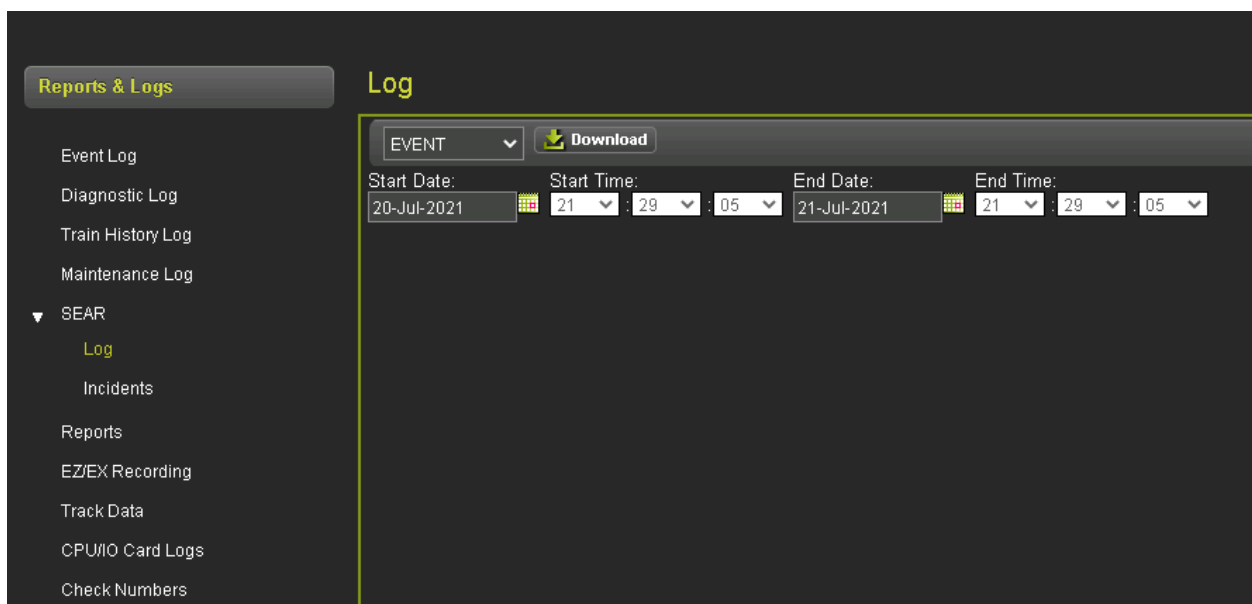 Reports & Logs
Event Log
Diagnostic Log
Train History Log
Maintenance Log
SEAR
Log
Incidents
Reports
EZ/EX Recording
Track Data
CPU/IO Card Logs
Check Numbers
Log
EVENT Download
Start Date: Start Time: End Date: End Time:
20-Jul-2021 21 : 29 : 05 21-Jul-2021 21 : 29 : 05